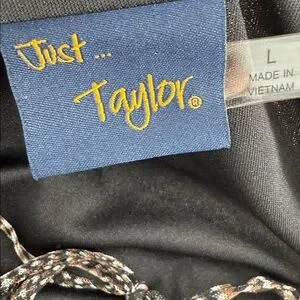 Just ...
Taylor®
L
MADE IN
VIETNAM